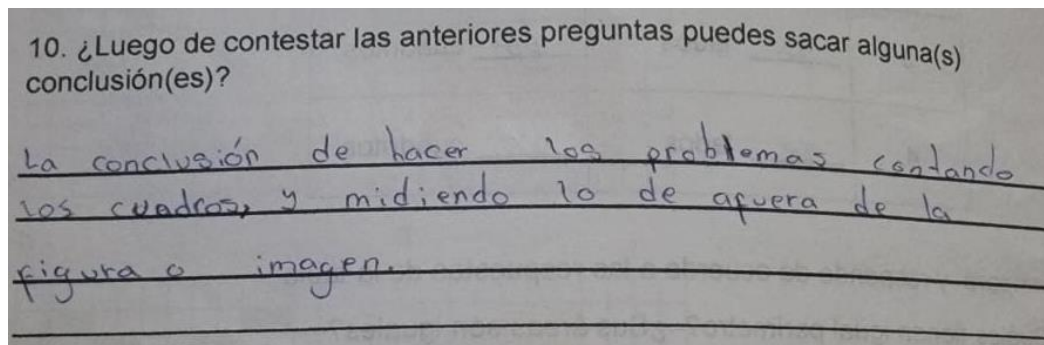 10. ¿Luego de contestar las anteriores preguntas puedes sacar alguna(s)
conclusión(es)?
La conclusión de hacer los problemas contando
los cuadros, y midiendo lo de afuera de la
figura o imagen.